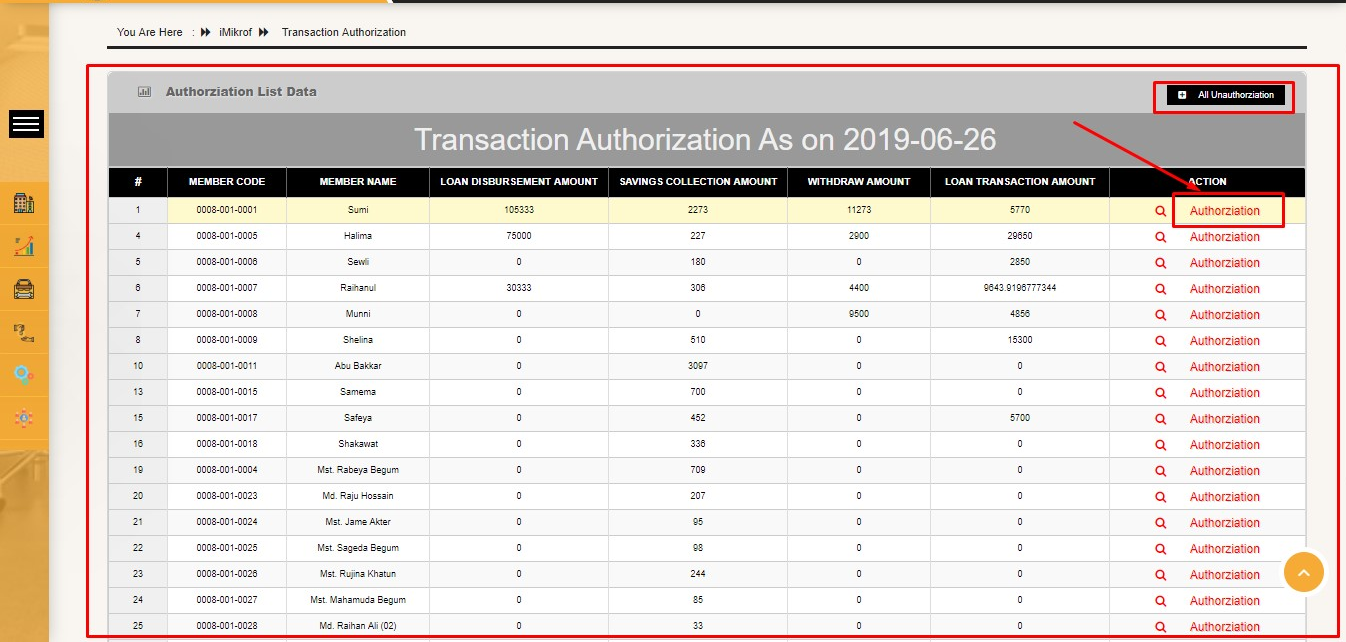 You Are Here : iMikrof Transaction Authorization
Authorziation List Data
All Unauthorziation
Transaction Authorization As on 2019-06-26
# MEMBER CODE MEMBER NAME LOAN DISBURSEMENT AMOUNT SAVINGS COLLECTION AMOUNT WITHDRAW AMOUNT LOAN TRANSACTION AMOUNT ACTION
1 0008-001-0001 Sumi 105333 2273 11273 5770 Authorziation
4 0008-001-0005 Halima 75000 227 2900 29650 Authorziation
5 0008-001-0006 Sewli 0 180 0 2850 Authorziation
6 0008-001-0007 Raihanul 30333 306 4400 9643.9196777344 Authorziation
7 0008-001-0008 Munni 0 0 9500 4856 Authorziation
8 0008-001-0009 Shelina 0 510 0 15300 Authorziation
10 0008-001-0011 Abu Bakkar 0 3097 0 0 Authorziation
13 0008-001-0015 Samema 0 700 0 0 Authorziation
15 0008-001-0017 Safeya 0 452 0 5700 Authorziation
16 0008-001-0018 Shakawat 0 336 0 0 Authorziation
19 0008-001-0004 Mst. Rabeya Begum 0 709 0 0 Authorziation
20 0008-001-0023 Md. Raju Hossain 0 207 0 0 Authorziation
21 0008-001-0024 Mst. Jame Akter 0 95 0 0 Authorziation
22 0008-001-0025 Mst. Sageda Begum 0 98 0 0 Authorziation
23 0008-001-0026 Mst. Rujina Khatun 0 244 0 0 Authorziation
24 0008-001-0027 Mst. Mahamuda Begum 0 85 0 0 Authorziation
25 0008-001-0028 Md. Raihan Ali (02) 0 33 0 0 Authorziation